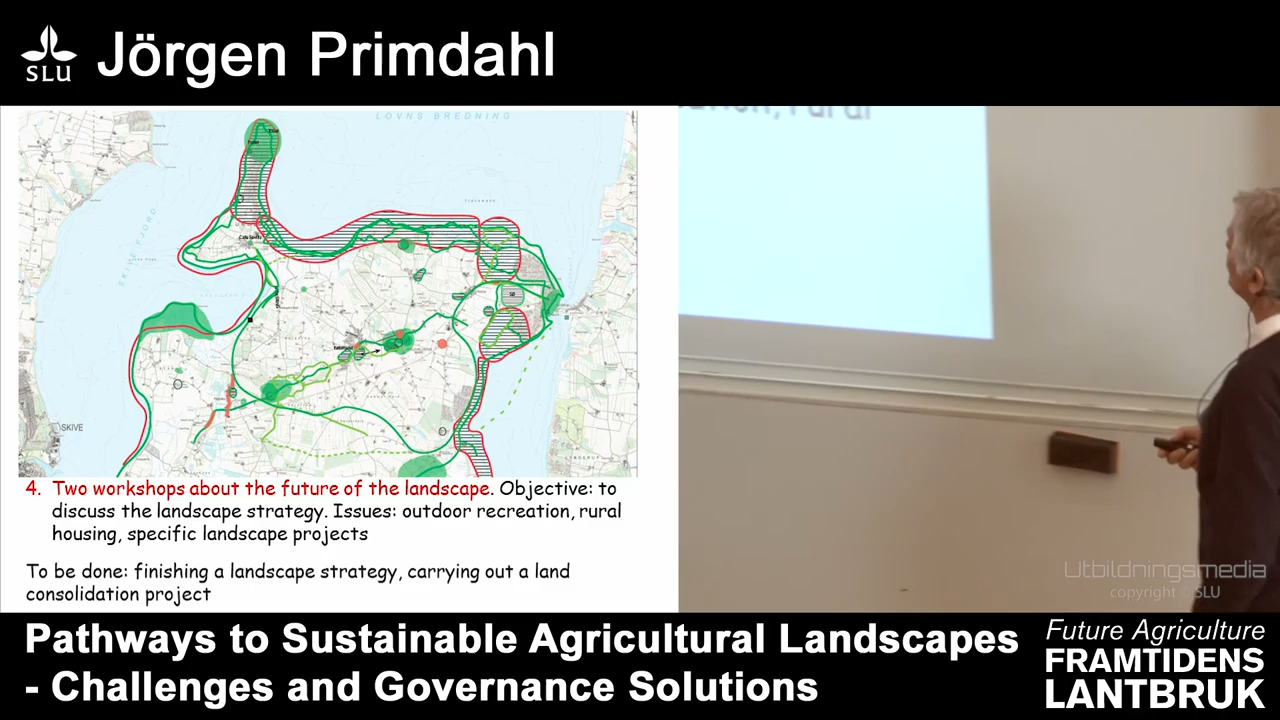 SLU
Jörgen Primdahl
LOVNS BREDNING
SKIVE
4. Two workshops about the future of the landscape. Objective: to
discuss the landscape strategy. Issues: outdoor recreation, rural
housing, specific landscape projects
To be done: finishing a landscape strategy, carrying out a land
consolidation project
Utbildningsmedia
copyright © SLU
Pathways to Sustainable Agricultural Landscapes
- Challenges and Governance Solutions
Future Agriculture
FRAMTIDENS
LANTBRUK